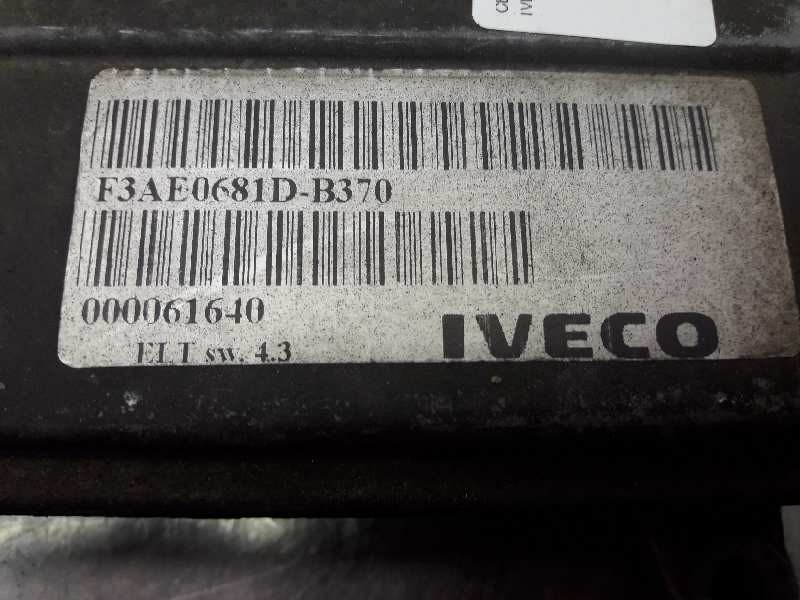 F3AE0681D-B370
000061640
ELT sw. 4.3
IVECO